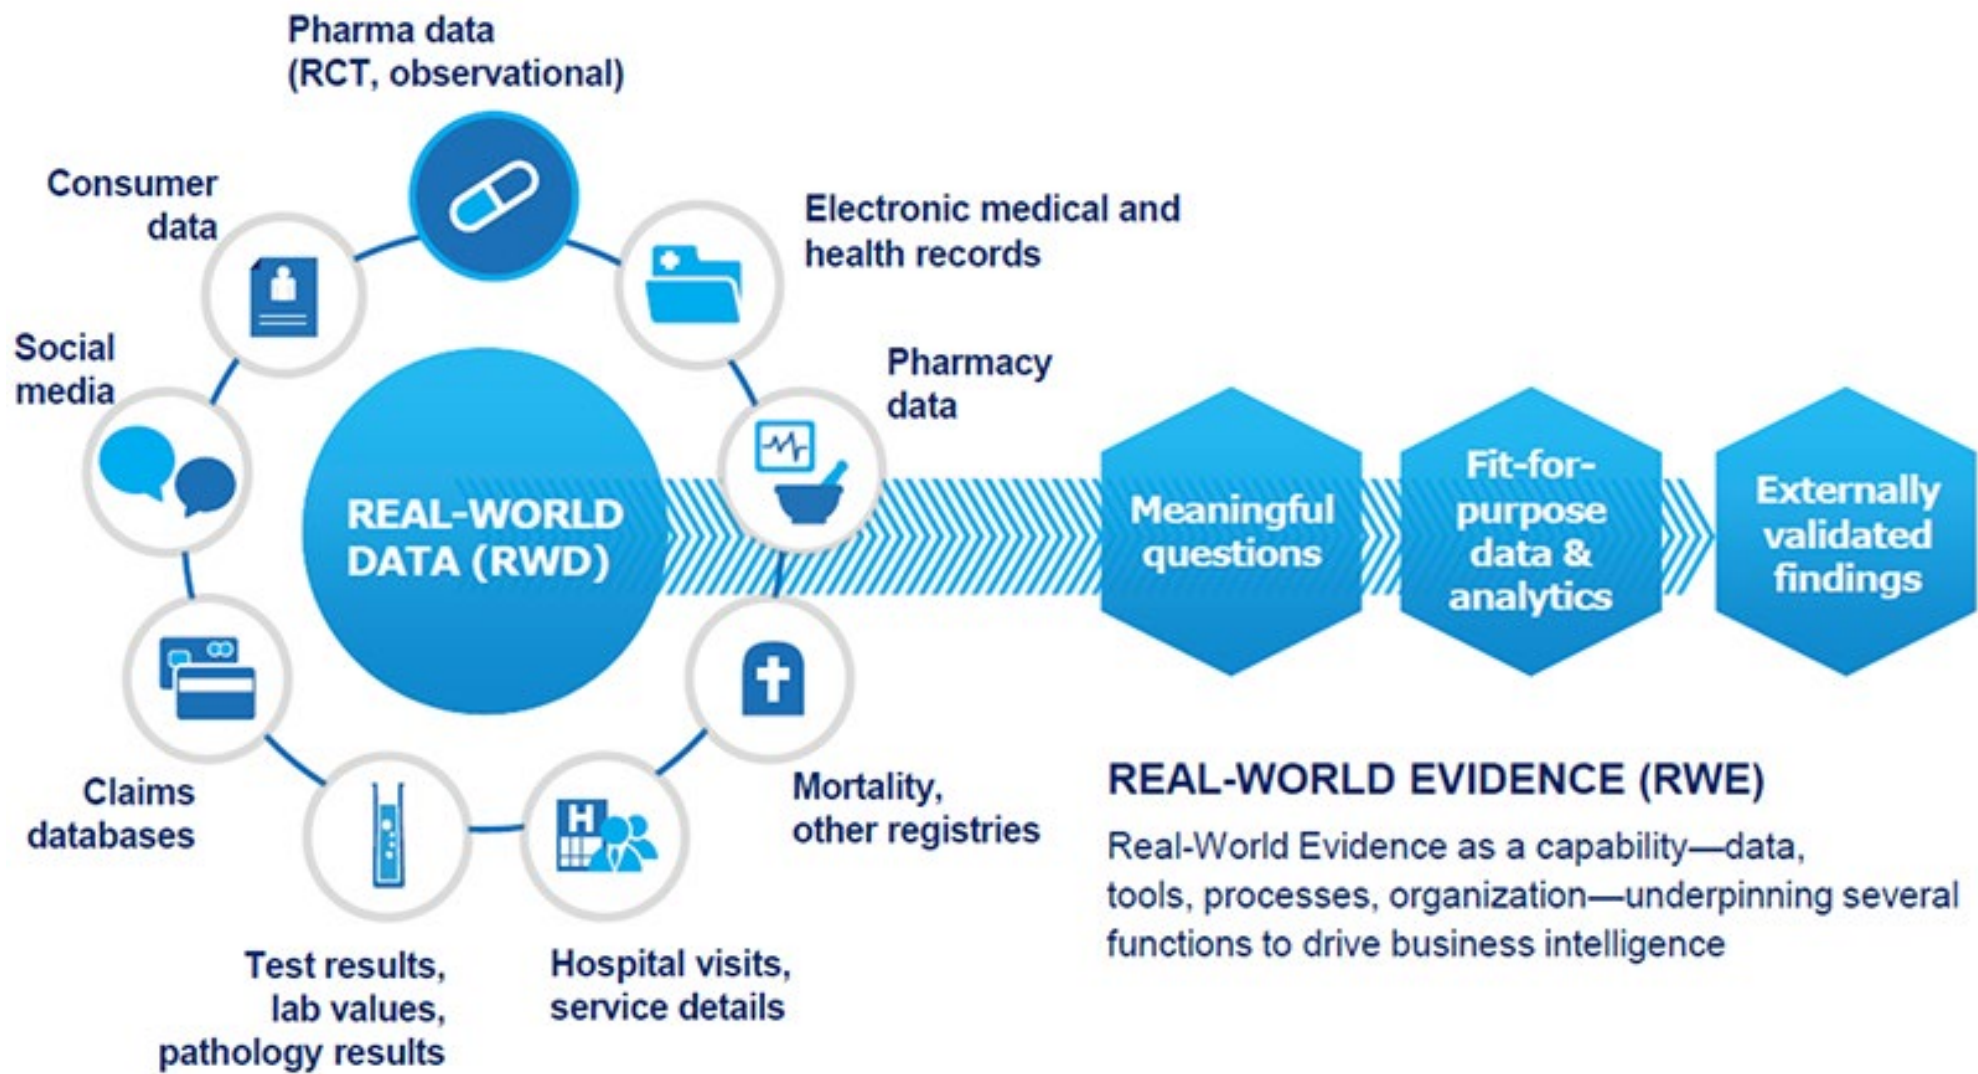 Pharma data
(RCT, observational)
Consumer
data
Electronic medical and
health records
Social
media
Pharmacy
data
REAL-WORLD
DATA (RWD)
Meaningful
questions
Fit-for-
purpose
data &
analytics
Externally
validated
findings
Claims
databases
Mortality,
other registries
H
Test results,
lab values,
pathology results
Hospital visits,
service details
REAL-WORLD EVIDENCE (RWE)
Real-World Evidence as a capability—data,
tools, processes, organization—underpinning several
functions to drive business intelligence